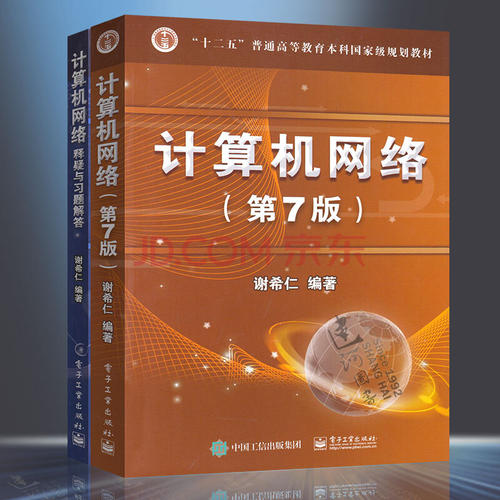 "十二五"普通高等教育本科国家级规划教材
计算机网络
（第7版）
谢希仁 编著
JD.COM 京东
SHANG HAI 1992
中国工信出版集团
电子工业出版社
计算机网络（第7版）
谢希仁 编著
电子工业出版社
计算机网络
释疑与习题解答
谢希仁 编著
电子工业出版社